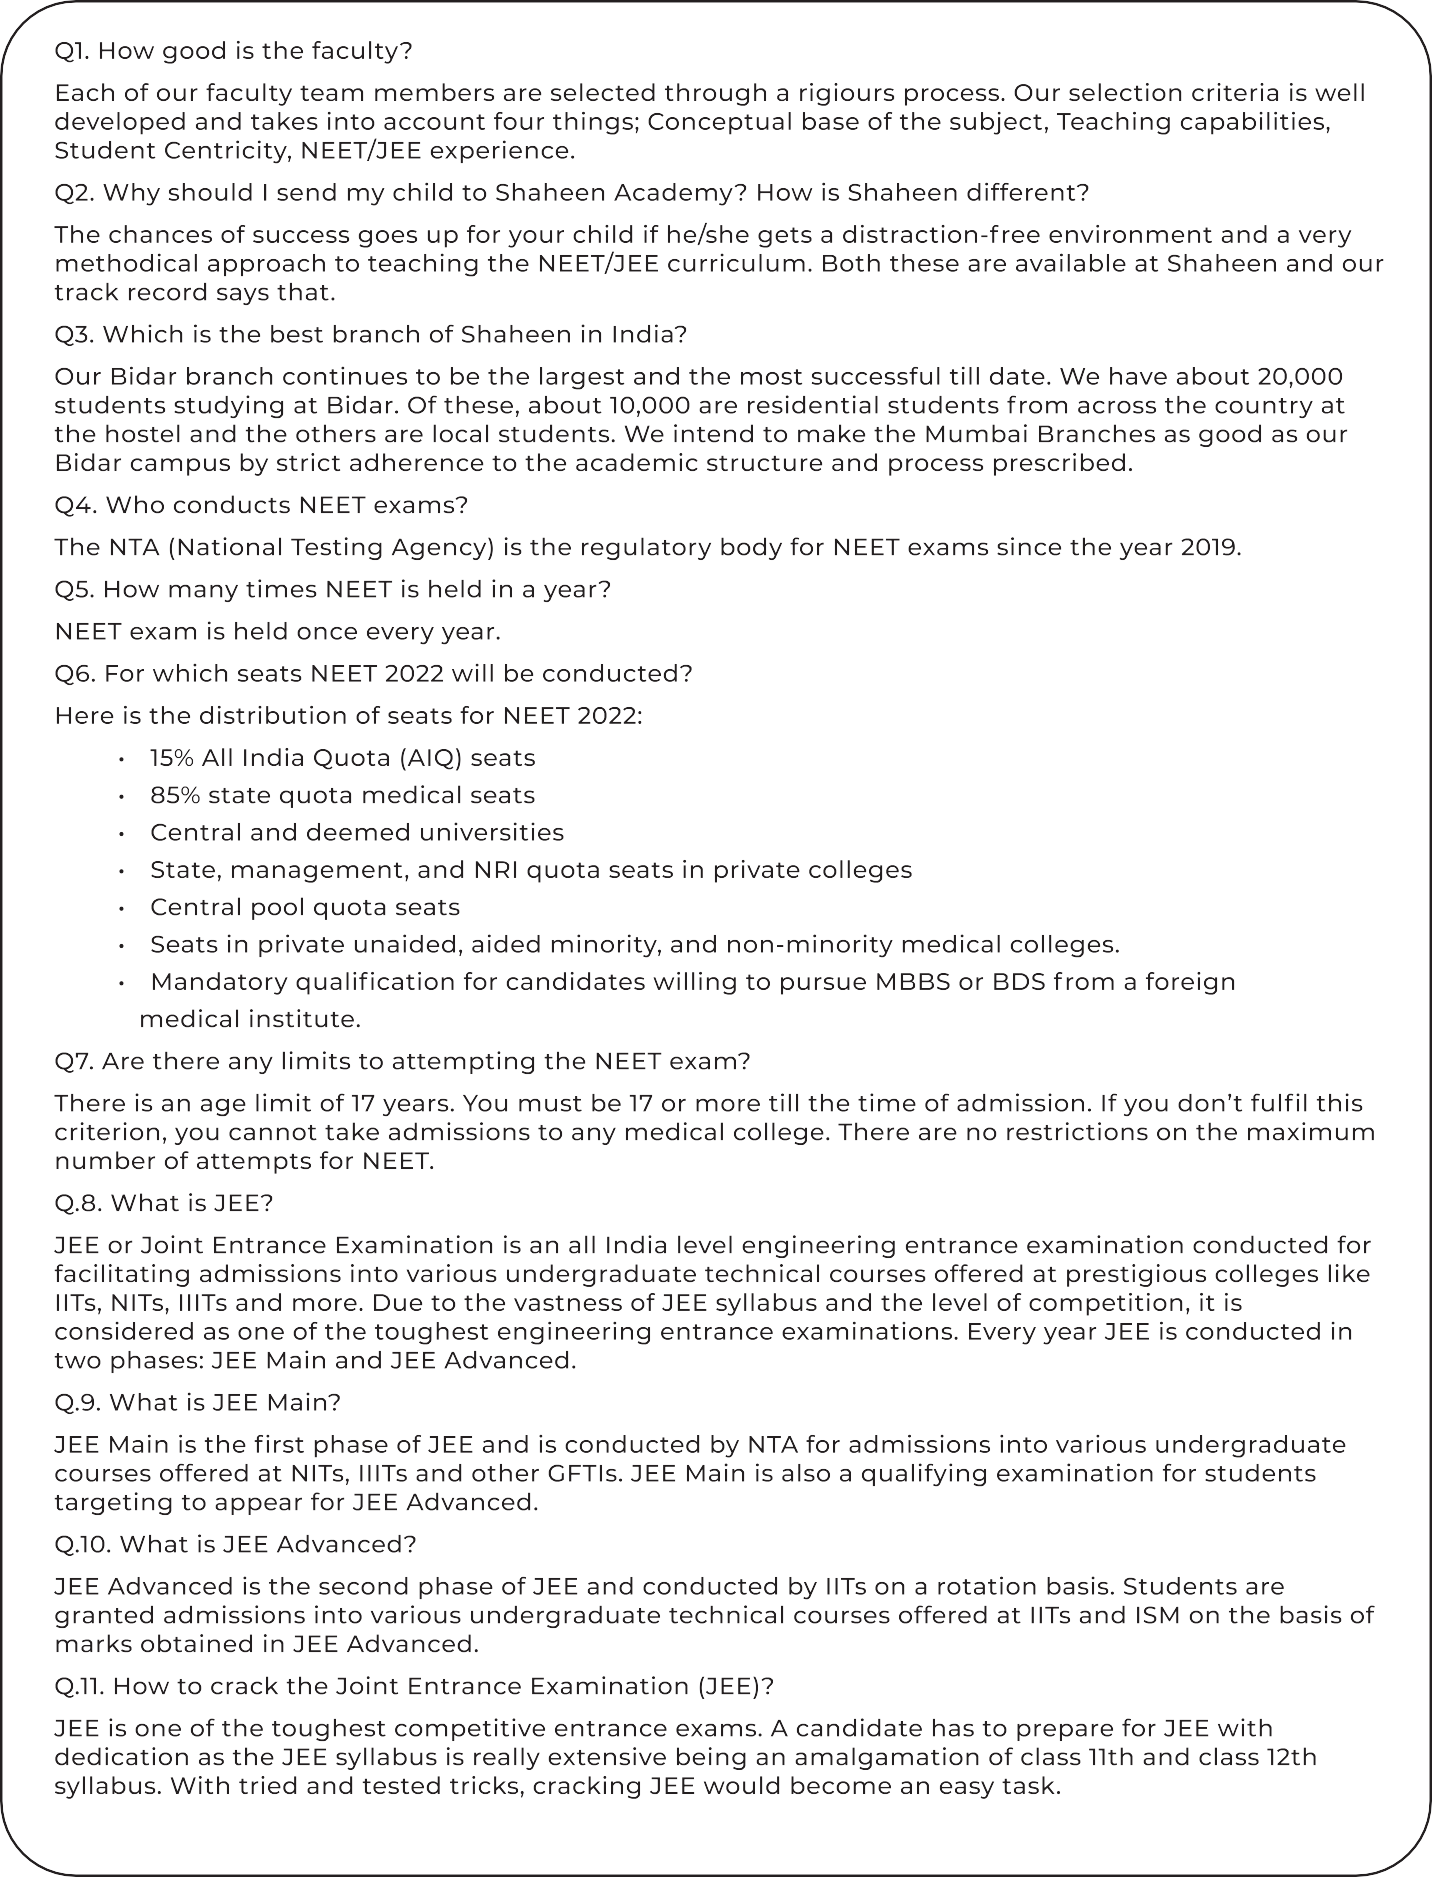 Q1. How good is the faculty?
Each of our faculty team members are selected through a rigiours process. Our selection criteria is well
developed and takes into account four things; Conceptual base of the subject, Teaching capabilities,
Student Centricity, NEET/JEE experience.
Q2. Why should I send my child to Shaheen Academy? How is Shaheen different?
The chances of success goes up for your child if he/she gets a distraction-free environment and a very
methodical approach to teaching the NEET/JEE curriculum. Both these are available at Shaheen and our
track record says that.
Q3. Which is the best branch of Shaheen in India?
Our Bidar branch continues to be the largest and the most successful till date. We have about 20,000
students studying at Bidar. Of these, about 10,000 are residential students from across the country at
the hostel and the others are local students. We intend to make the Mumbai Branches as good as our
Bidar campus by strict adherence to the academic structure and process prescribed.
Q4. Who conducts NEET exams?
The NTA (National Testing Agency) is the regulatory body for NEET exams since the year 2019.
Q5. How many times NEET is held in a year?
NEET exam is held once every year.
Q6. For which seats NEET 2022 will be conducted?
Here is the distribution of seats for NEET 2022:
• 15% All India Quota (AIQ) seats
• 85% state quota medical seats
• Central and deemed universities
• State, management, and NRI quota seats in private colleges
• Central pool quota seats
• Seats in private unaided, aided minority, and non-minority medical colleges.
• Mandatory qualification for candidates willing to pursue MBBS or BDS from a foreign
medical institute.
Q7. Are there any limits to attempting the NEET exam?
There is an age limit of 17 years. You must be 17 or more till the time of admission. If you don’t fulfil this
criterion, you cannot take admissions to any medical college. There are no restrictions on the maximum
number of attempts for NEET.
Q.8. What is JEE?
JEE or Joint Entrance Examination is an all India level engineering entrance examination conducted for
facilitating admissions into various undergraduate technical courses offered at prestigious colleges like
IITs, NITs, IIITs and more. Due to the vastness of JEE syllabus and the level of competition, it is
considered as one of the toughest engineering entrance examinations. Every year JEE is conducted in
two phases: JEE Main and JEE Advanced.
Q.9. What is JEE Main?
JEE Main is the first phase of JEE and is conducted by NTA for admissions into various undergraduate
courses offered at NITs, IIITs and other GFTIs. JEE Main is also a qualifying examination for students
targeting to appear for JEE Advanced.
Q.10. What is JEE Advanced?
JEE Advanced is the second phase of JEE and conducted by IITs on a rotation basis. Students are
granted admissions into various undergraduate technical courses offered at IITs and ISM on the basis of
marks obtained in JEE Advanced.
Q.11. How to crack the Joint Entrance Examination (JEE)?
JEE is one of the toughest competitive entrance exams. A candidate has to prepare for JEE with
dedication as the JEE syllabus is really extensive being an amalgamation of class 11th and class 12th
syllabus. With tried and tested tricks, cracking JEE would become an easy task.